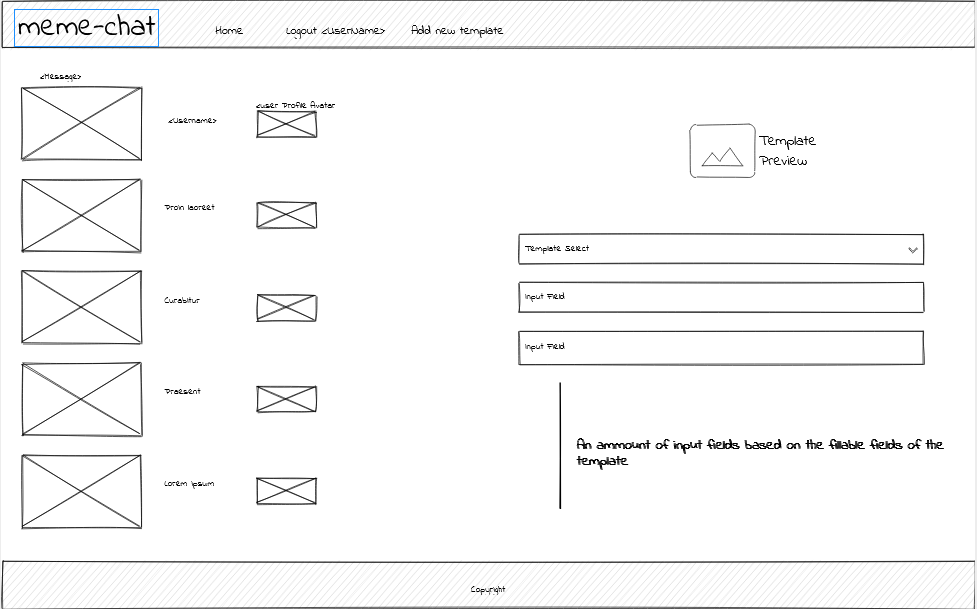 meme-chat
Home
Logout <UserName>
Add new template
<Message>
<Username>
<user Profile Avatar
Proin laoreet
Curabitur
Praesent
Lorem ipsum
Template
Preview
Template Select
Input Field
Input Field
An ammount of input fields based on the fillable fields of the
template
Copyright